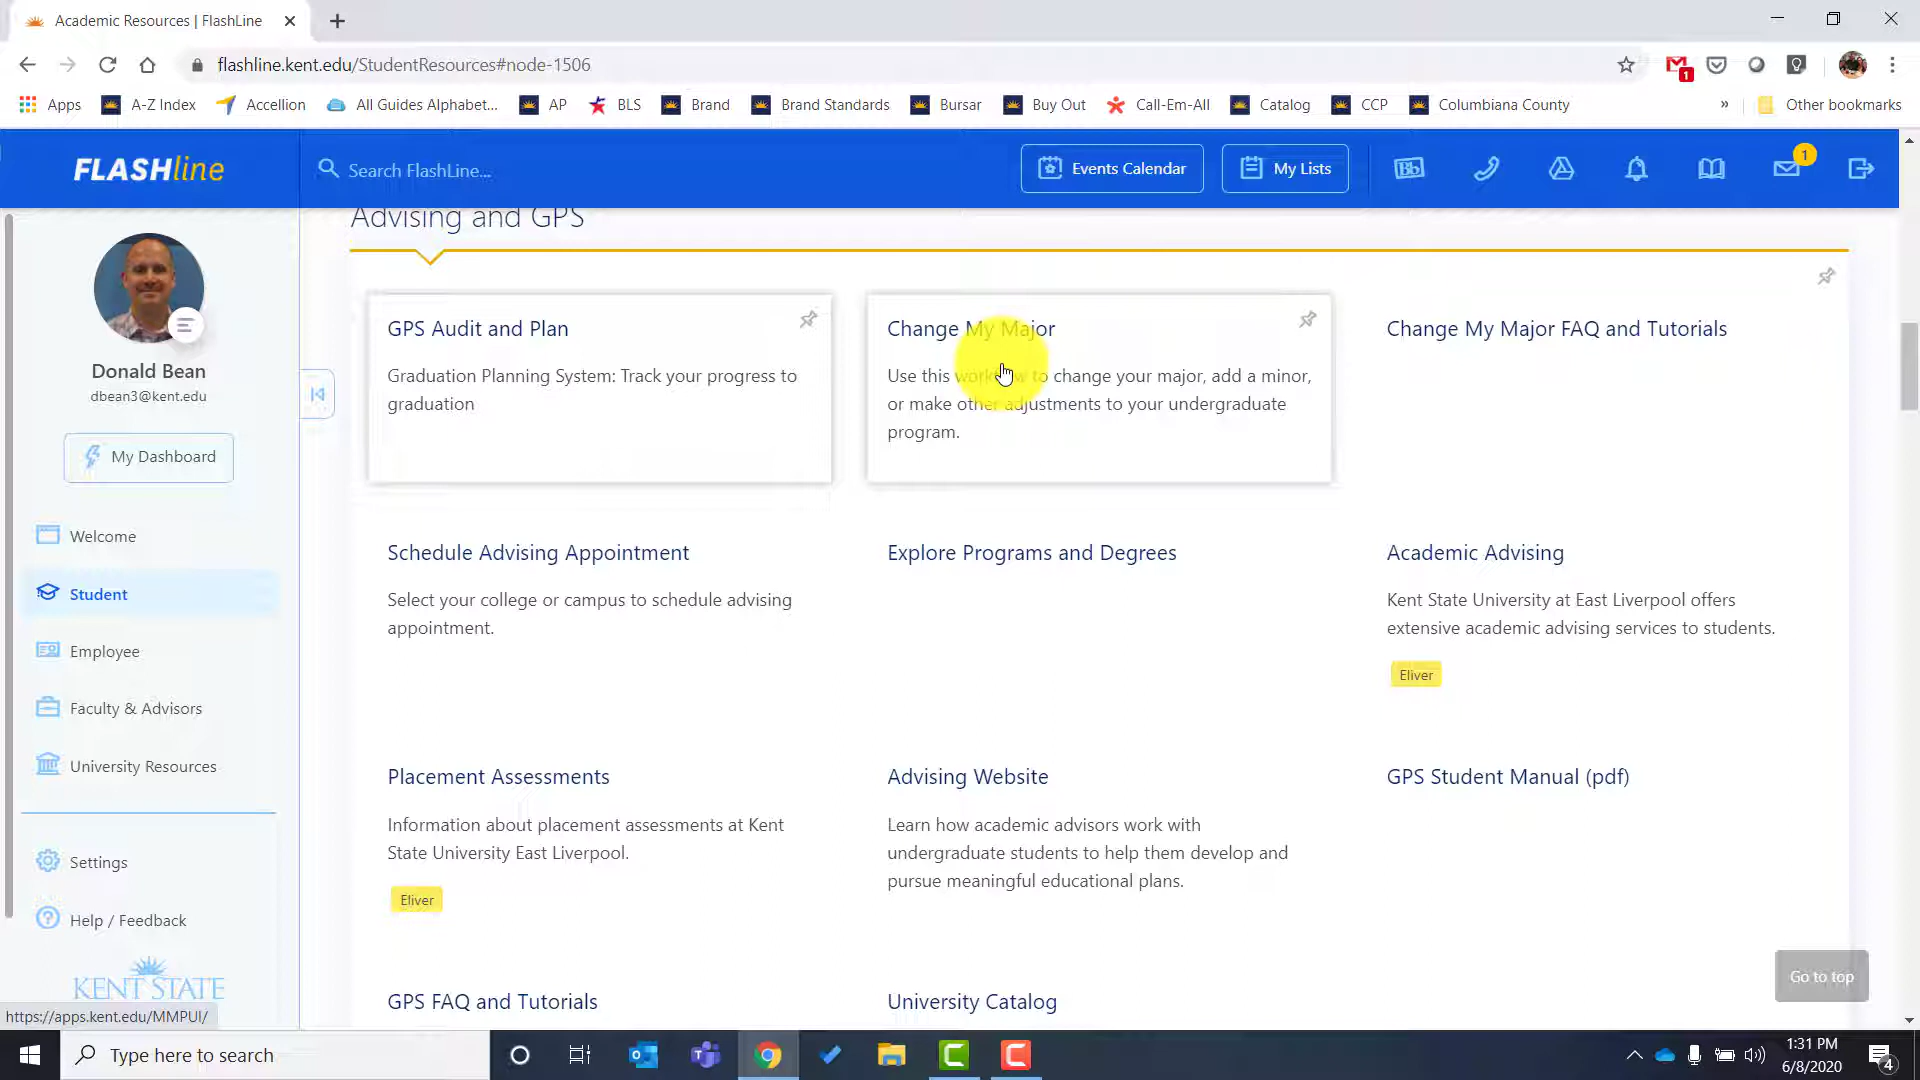 Academic Resources | FlashLine
flashline.kent.edu/StudentResources#node-1506
1
Apps
A-Z Index
Accellion
All Guides Alphabet...
AP
BLS
Brand
Brand Standards
Bursar
Buy Out
Call-Em-All
Catalog
CCP
Columbiana County
»
Other bookmarks
FLASHline
Search FlashLine...
Events Calendar
My Lists
Bb
1
Donald Bean
dbean3@kent.edu
My Dashboard
Welcome
Student
Employee
Faculty & Advisors
University Resources
Settings
Help / Feedback
KENT STATE
https://apps.kent.edu/MMPUI/
Advising and GPS
GPS Audit and Plan
Graduation Planning System: Track your progress to
graduation
Change My Major
Use this workflow to change your major, add a minor,
or make other adjustments to your undergraduate
program.
Change My Major FAQ and Tutorials
Schedule Advising Appointment
Select your college or campus to schedule advising
appointment.
Explore Programs and Degrees
Academic Advising
Kent State University at East Liverpool offers
extensive academic advising services to students.
Eliver
Placement Assessments
Information about placement assessments at Kent
State University East Liverpool.
Eliver
Advising Website
Learn how academic advisors work with
undergraduate students to help them develop and
pursue meaningful educational plans.
GPS Student Manual (pdf)
GPS FAQ and Tutorials
University Catalog
Go to top
Type here to search
1:31 PM
6/8/2020
4